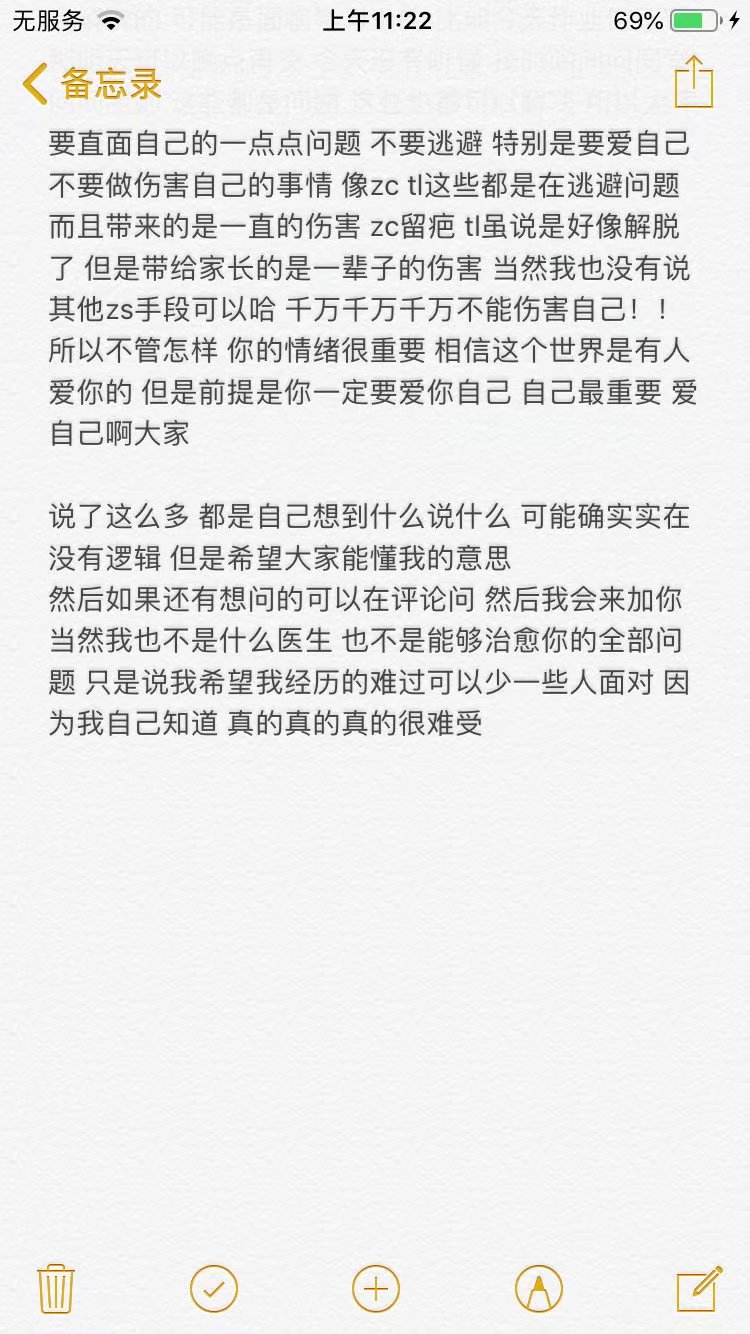 无服务
上午11:22
69%
备忘录
要直面自己的一点点问题 不要逃避 特别是要爱自己
不要做伤害自己的事情 像zc tl这些都是在逃避问题
而且带来的是一直的伤害 zc留疤 tl虽说是好像解脱
了 但是带给家长的是一辈子的伤害 当然我也没有说
其他zs手段可以哈 千万千万千万不能伤害自己！！
所以不管怎样 你的情绪很重要 相信这个世界是有人
爱你的 但是前提是你一定要爱你自己 自己最重要 爱
自己啊大家
说了这么多 都是自己想到什么说什么 可能确实实在
没有逻辑 但是希望大家能懂我的意思
然后如果还有想问的可以在评论问 然后我会来加你
当然我也不是什么医生 也不是能够治愈你的全部问
题 只是说我希望我经历的难过可以少一些人面对 因
为我自己知道 真的真的真的很难受